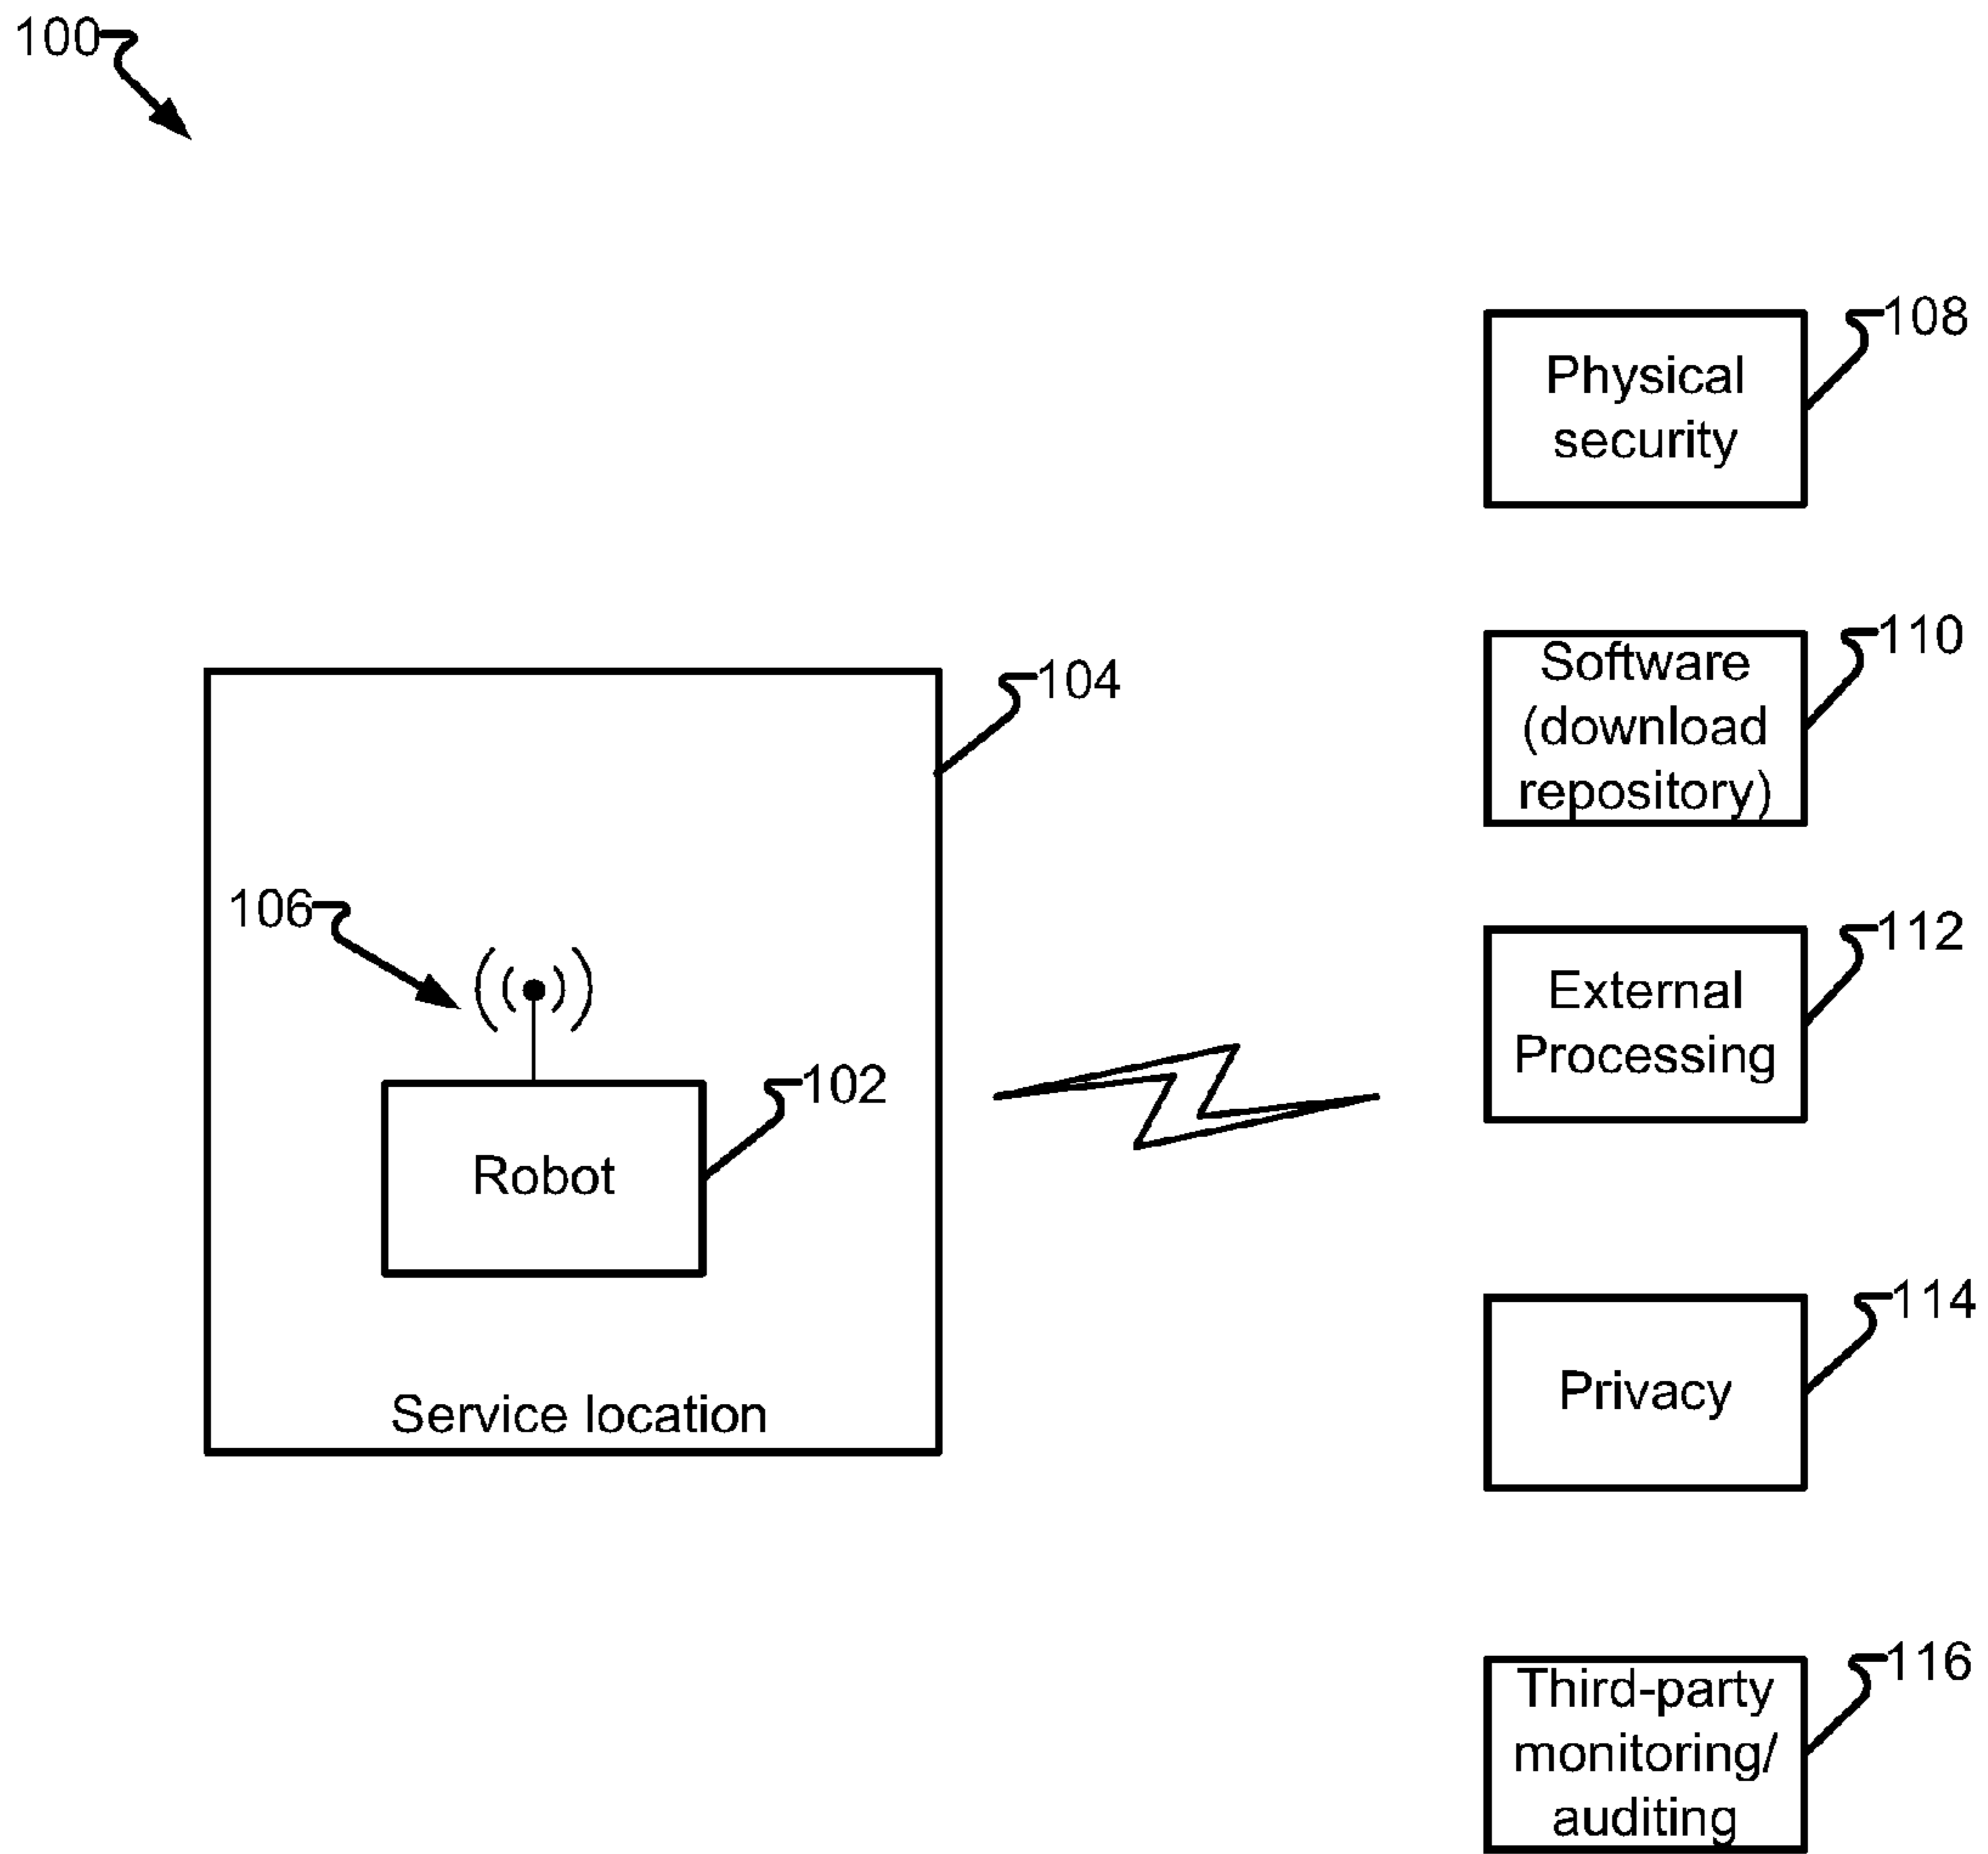 100
108
Physical
security
110
Software
(download
repository)
104
106
112
External
Processing
102
Robot
114
Privacy
Service location
116
Third-party
monitoring/
auditing